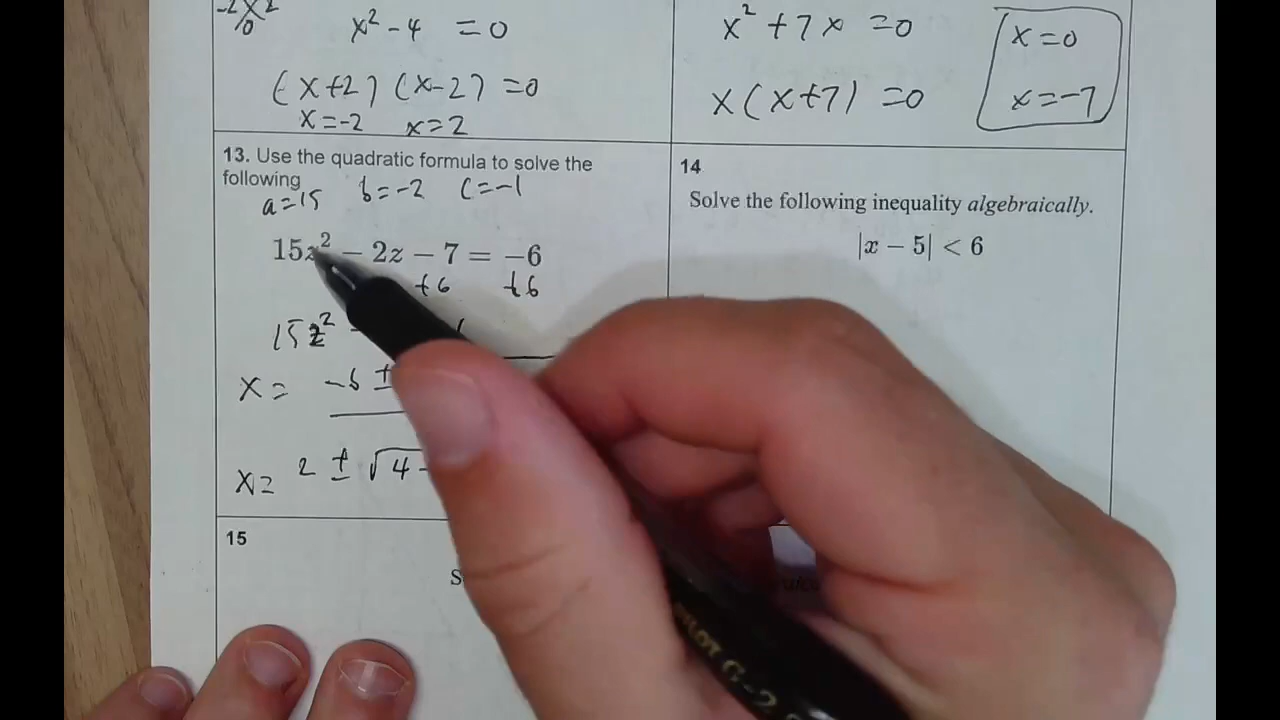 x² - 4 = 0
(x+2) (x-2) =0
x=-2 x=2
x² +7x =0
x(x+7) =0
x=0
x=-7
13. Use the quadratic formula to solve the
following
a=15 b=-2 c=-1
15z² − 2z − 7 = −6
+6 +6
15z²
x= -b ±
x= 2 ± √4-
14
Solve the following inequality algebraically.
|x − 5| < 6
15
G-2